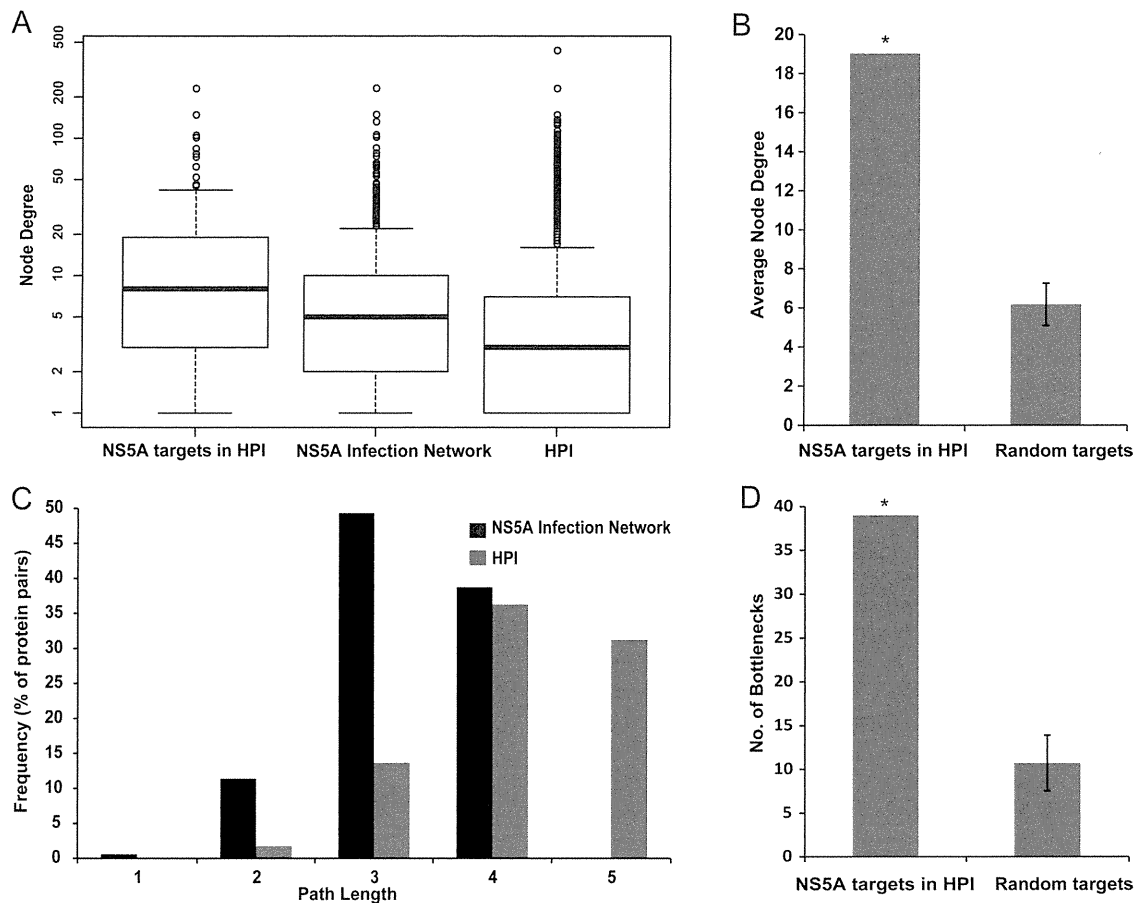 A
Node Degree
500
200
100
50
20
10
5
2
1
NS5A targets in HPI
NS5A Infection Network
HPI
B
Average Node Degree
20
18
16
14
12
10
8
6
4
2
0
*
NS5A targets in HPI
Random targets
C
Frequency (% of protein pairs)
50
45
40
35
30
25
20
15
10
5
0
NS5A Infection Network
HPI
1
2
3
4
5
Path Length
D
No. of Bottlenecks
40
35
30
25
20
15
10
5
0
*
NS5A targets in HPI
Random targets